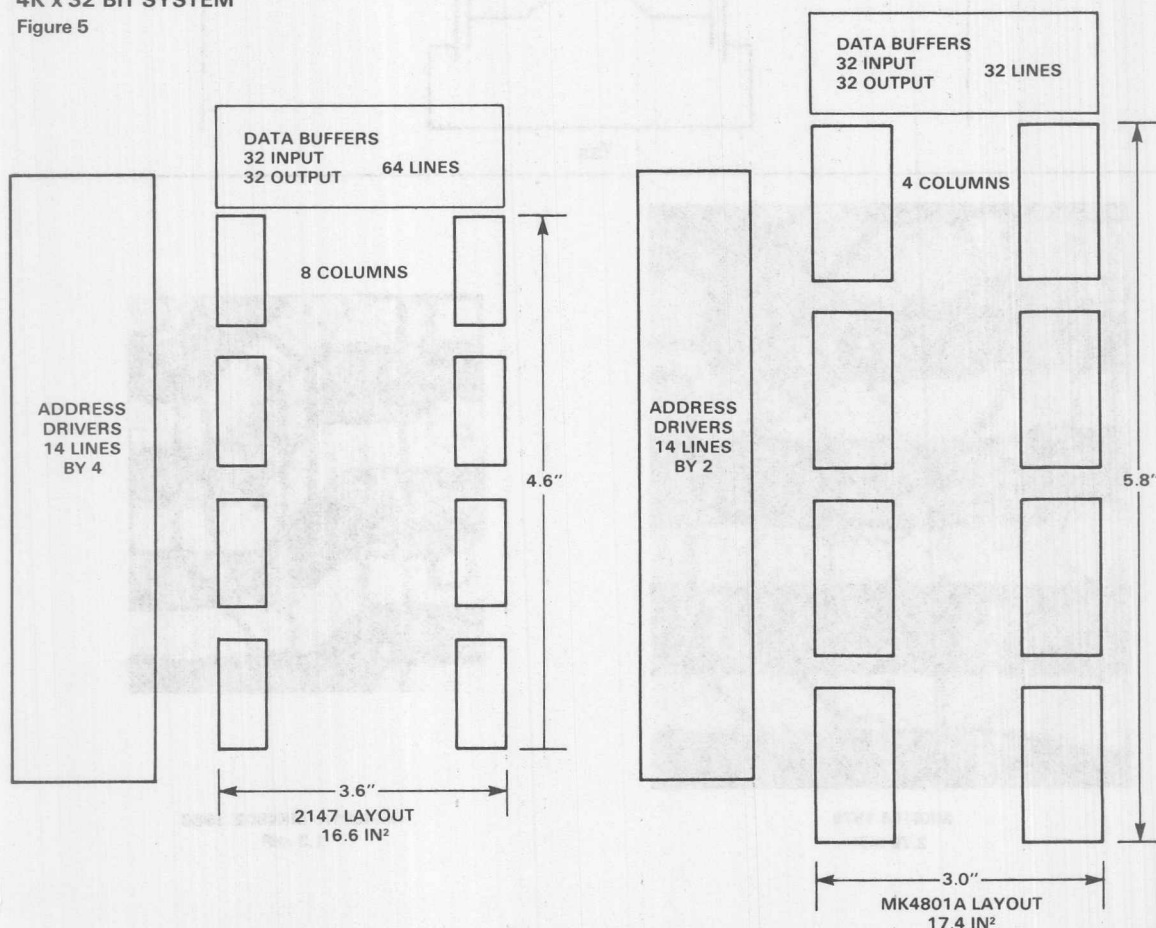 4K x 32 BIT SYSTEM
Figure 5
DATA BUFFERS
32 INPUT
32 OUTPUT
64 LINES
8 COLUMNS
ADDRESS
DRIVERS
14 LINES
BY 4
4.6"
3.6"
2147 LAYOUT
16.6 IN²
DATA BUFFERS
32 INPUT
32 OUTPUT
32 LINES
4 COLUMNS
ADDRESS
DRIVERS
14 LINES
BY 2
5.8"
3.0"
MK4801A LAYOUT
17.4 IN²